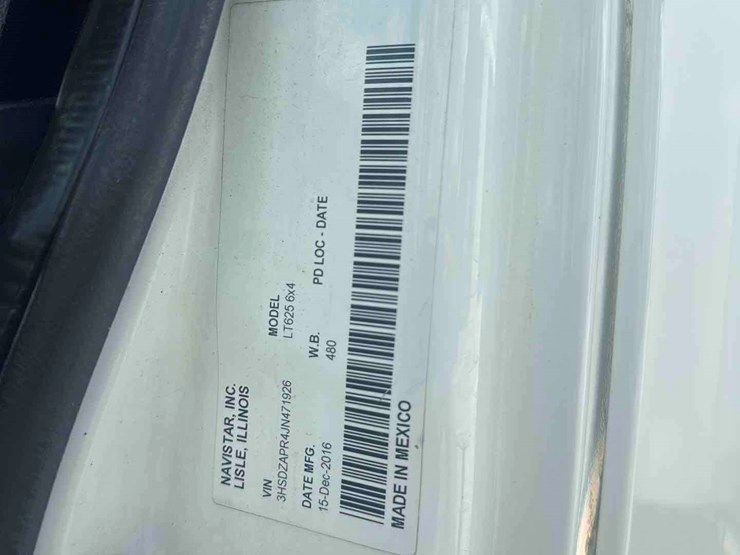 NAVISTAR, INC.
LISLE, ILLINOIS
VIN MODEL
3HSDZAPR4JN471926 LT625 6x4
DATE MFG. W.B. PD LOC - DATE
15-Dec-2016 480
MADE IN MEXICO